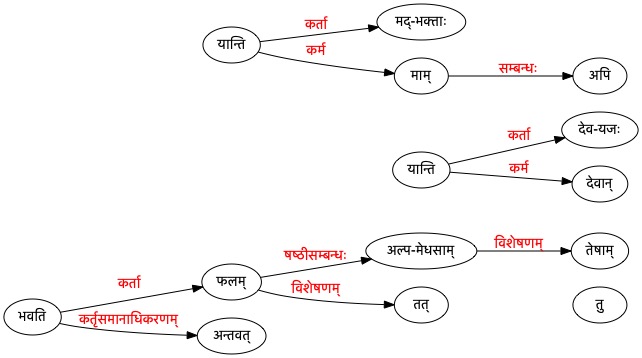 कर्ता
मद्-भक्ताः
यान्ति
कर्म
माम्
सम्बन्धः
अपि
कर्ता
देव-यजः
यान्ति
कर्म
देवान्
षष्ठीसम्बन्धः
अल्प-मेधसाम्
विशेषणम्
तेषाम्
कर्ता
फलम्
विशेषणम्
तत्
तु
भवति
कर्तृसमानाधिकरणम्
अन्तवत्